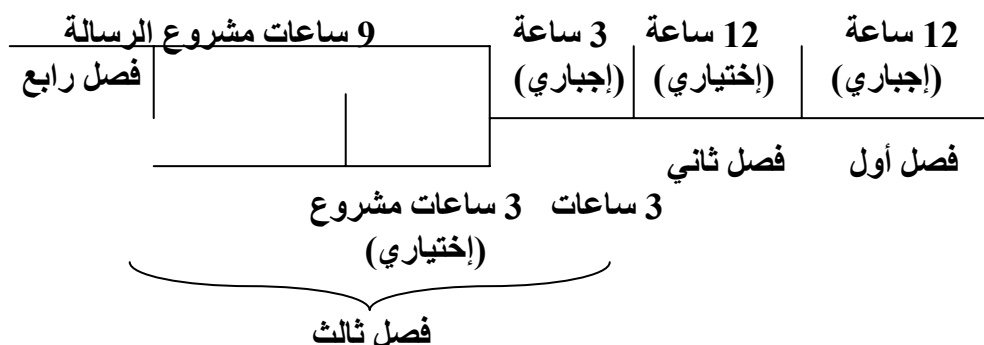 12 ساعة 12 ساعة 3 ساعة 9 ساعات مشروع الرسالة
(إجباري) (إختياري) (إجباري) فصل رابع
فصل أول فصل ثاني
3 ساعات 3 ساعات مشروع
(إختياري)
فصل ثالث